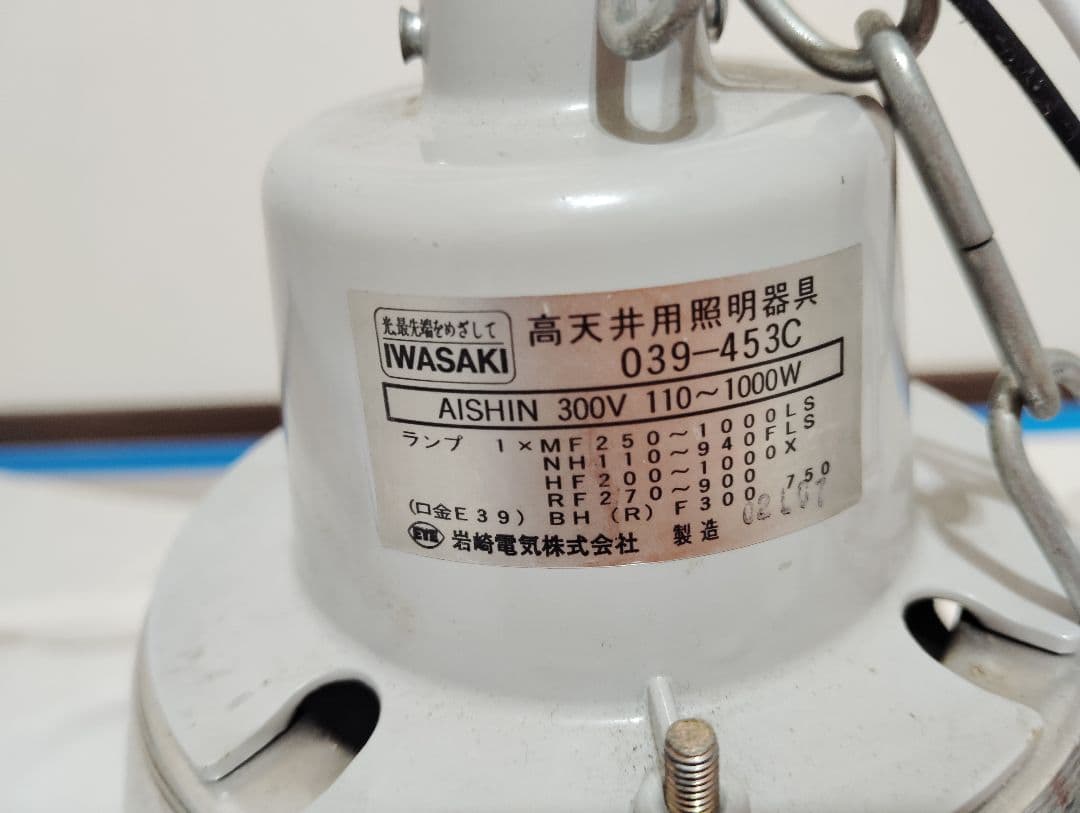 光、最先端をめざして
IWASAKI
高天井用照明器具
039-453C
AISHIN 300V 110～1000W
ランプ 1×MF250～1000LS
NH110～940FLS
HF200～1000X
RF270～900
(口金E39) BH (R) F300 750
EYE 岩崎電気株式会社 製造